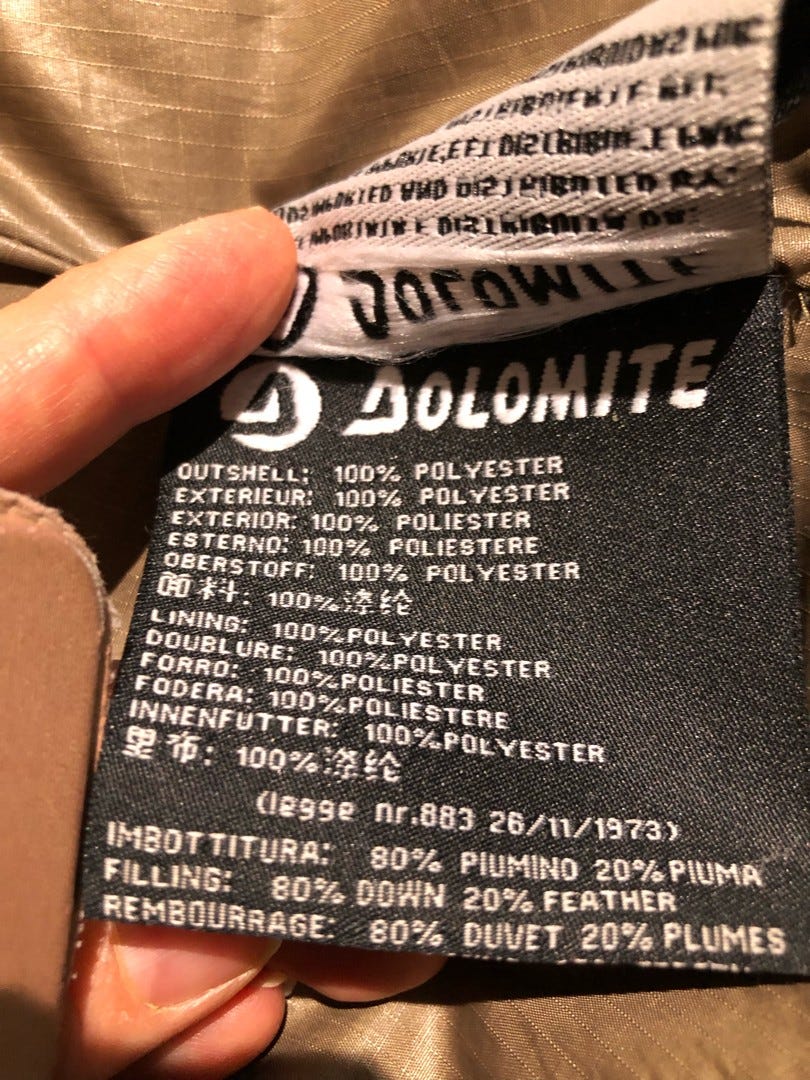 DOLOMITE
DOLOMITE
OUTSHELL: 100% POLYESTER
EXTERIEUR: 100% POLYESTER
EXTERIOR: 100% POLIESTER
ESTERNO: 100% POLIESTERE
OBERSTOFF: 100% POLYESTER
面料: 100%涤纶
LINING: 100%POLYESTER
DOUBLURE: 100%POLYESTER
FORRO: 100%POLIESTER
FODERA: 100%POLIESTERE
INNENFUTTER: 100%POLYESTER
里布: 100%涤纶
(legge nr.883 26/11/1973)
IMBOTTITURA: 80% PIUMINO 20%PIUMA
FILLING: 80% DOWN 20%FEATHER
REMBOURRAGE: 80% DUVET 20%PLUMES